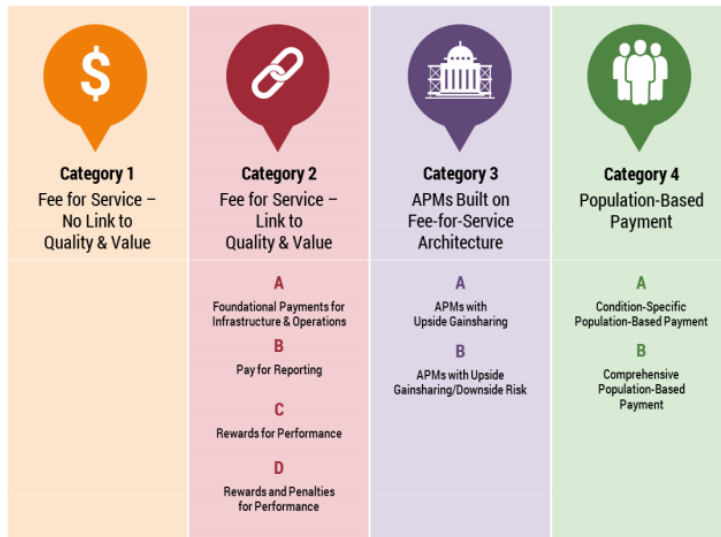 $
Category 1
Fee for Service –
No Link to
Quality & Value
Category 2
Fee for Service –
Link to
Quality & Value
A
Foundational Payments for
Infrastructure & Operations
B
Pay for Reporting
C
Rewards for Performance
D
Rewards and Penalties
for Performance
Category 3
APMs Built on
Fee-for-Service
Architecture
A
APMs with
Upside Gainsharing
B
APMs with Upside
Gainsharing/Downside Risk
Category 4
Population-Based
Payment
A
Condition-Specific
Population-Based Payment
B
Comprehensive
Population-Based
Payment